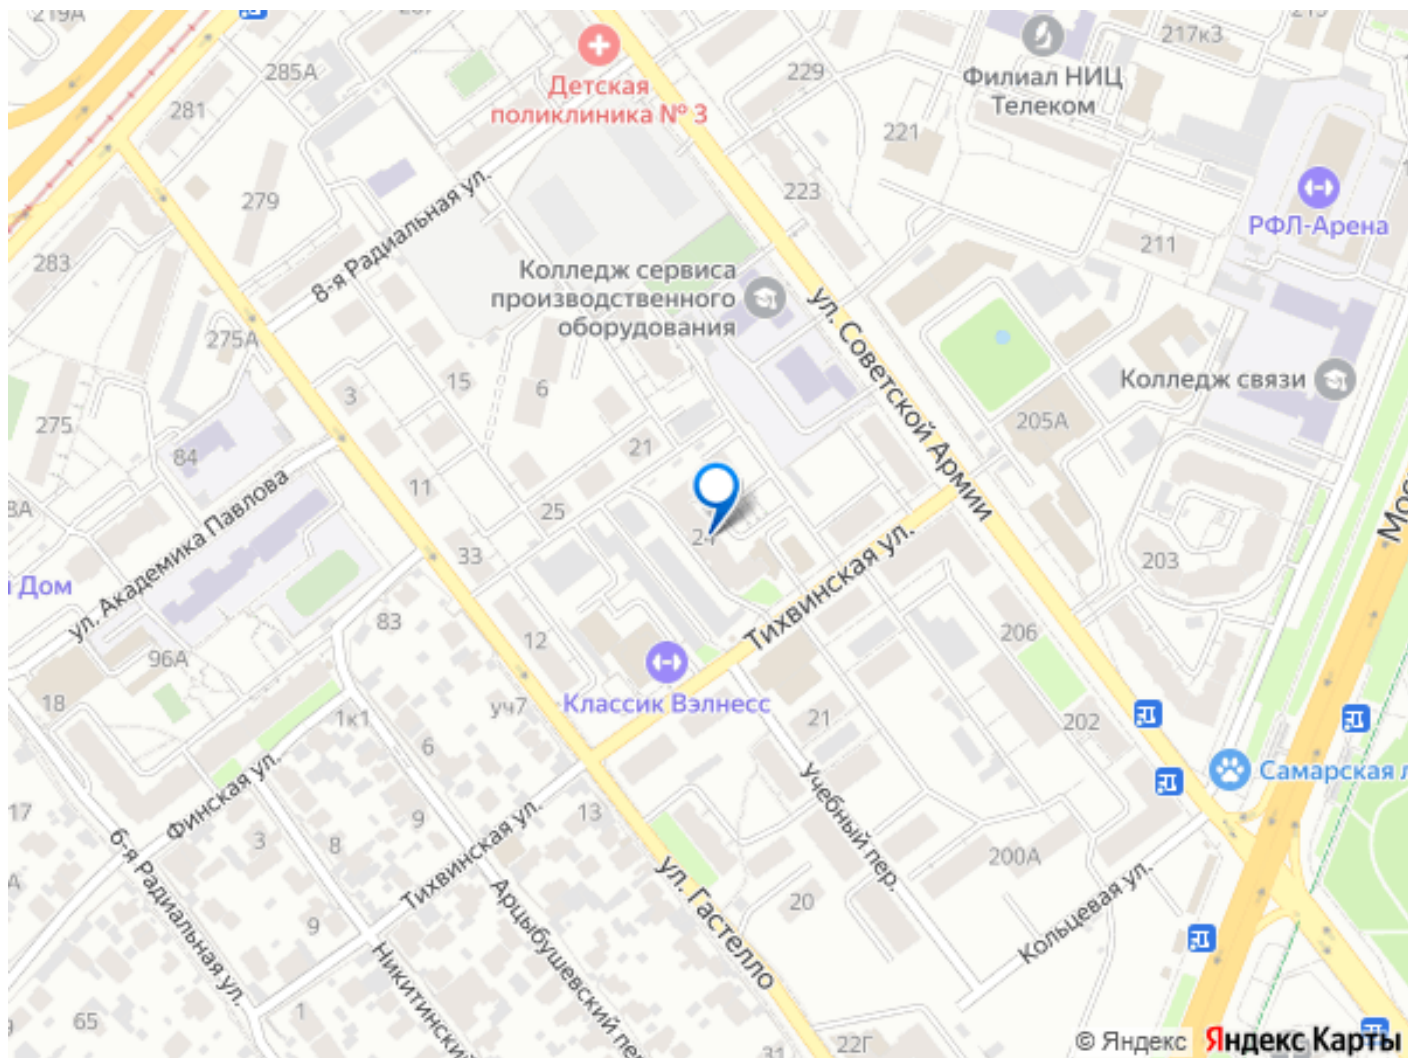 219А
285А
Детская
поликлиника № 3
229
Филиал НИЦ
Телеком
217к3
281
221
279
8-я Радиальная ул.
223
РФЛ-Арена
211
283
Колледж сервиса
производственного
оборудования
ул. Советской Армии
275А
15
6
3
Колледж связи
205А
275
84
21
11
25
24
ул. Академика Павлова
33
Тихвинская ул.
203
Дом
83
12
206
96А
18
Классик Вэлнесс
уч7
1к1
6
21
202
Финская ул.
Учебный пер.
Самарская
17
3
8
9
Тихвинская ул.
13
200А
6-я Радиальная ул.
ул. Гастелло
20
Кольцевая ул.
9
Арцыбушевский пер.
Никитинский
1
65
31
22Г
© Яндекс
Яндекс Карты